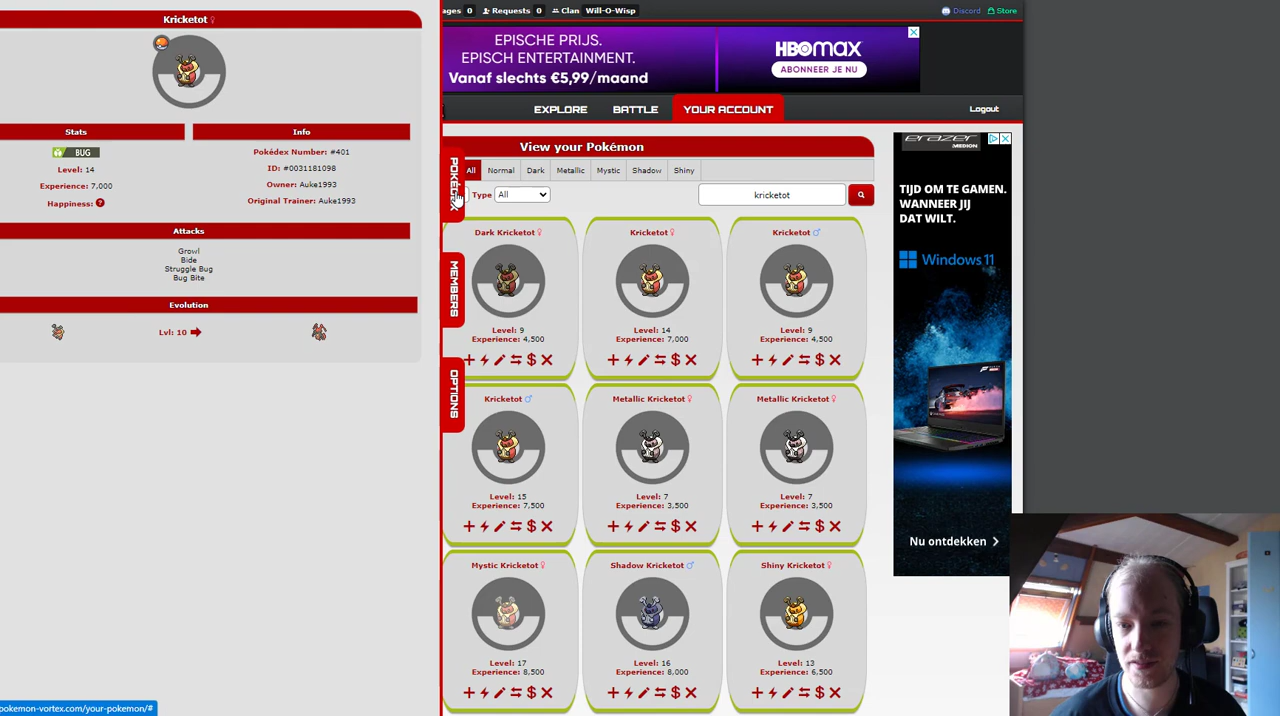 Kricketot ♀
Stats
Info
BUG
Level: 14
Experience: 7,000
Happiness: ?
Pokédex Number: #401
ID: #0031181098
Owner: Auke1993
Original Trainer: Auke1993
Attacks
Growl
Bide
Struggle Bug
Bug Bite
Evolution
Lvl: 10
pokemon-vortex.com/your-pokemon/#
ages 0 Requests 0 Clan Will-O-Wisp
Discord Store
EPISCHE PRIJS.
EPISCH ENTERTAINMENT.
Vanaf slechts €5,99/maand
HBOMAX
ABONNEER JE NU
EXPLORE BATTLE YOUR ACCOUNT Logout
POKÉDEX
MEMBERS
OPTIONS
View your Pokémon
All Normal Dark Metallic Mystic Shadow Shiny
Type All kricketot
Dark Kricketot ♀
Level: 9
Experience: 4,500
Kricketot ♀
Level: 14
Experience: 7,000
Kricketot ♂
Level: 9
Experience: 4,500
Kricketot ♂
Level: 15
Experience: 7,500
Metallic Kricketot ♀
Level: 7
Experience: 3,500
Metallic Kricketot ♀
Level: 7
Experience: 3,500
Mystic Kricketot ♀
Level: 17
Experience: 8,500
Shadow Kricketot ♂
Level: 16
Experience: 8,000
Shiny Kricketot ♀
Level: 13
Experience: 6,500
erazer
MEDION
TIJD OM TE GAMEN.
WANNEER JIJ
DAT WILT.
Windows 11
Nu ontdekken